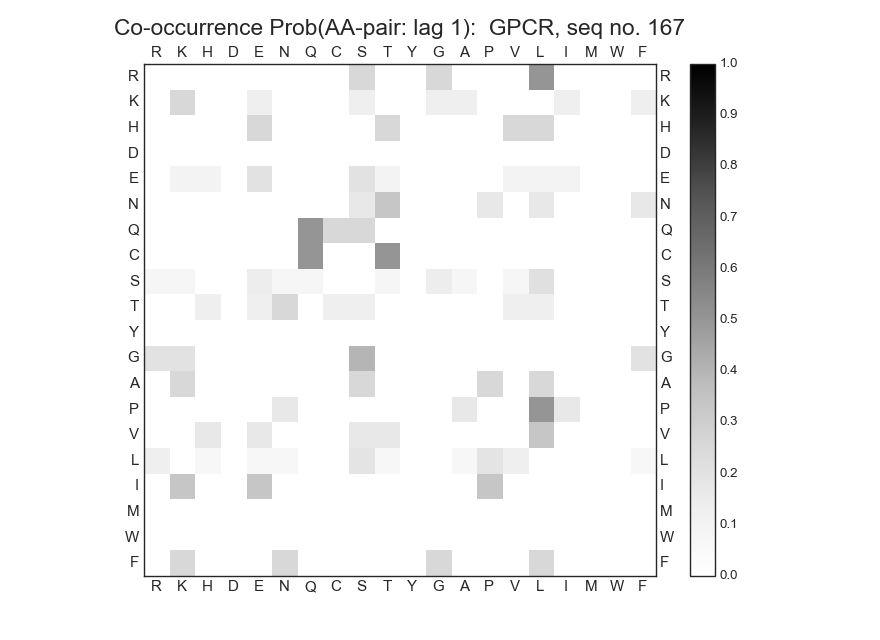 Co-occurrence Prob(AA-pair: lag 1):  GPCR, seq no. 167
R K H D E N Q C S T Y G A P V L I M W F
R R 1.0
K K 0.9
H H
D D 0.8
E E
N N 0.7
Q Q 0.6
C C
S S 0.5
T T
Y Y
G G 0.4
A A
P P 0.3
V V
L L 0.2
I I
M M 0.1
W W
F F 0.0
R K H D E N Q C S T Y G A P V L I M W F